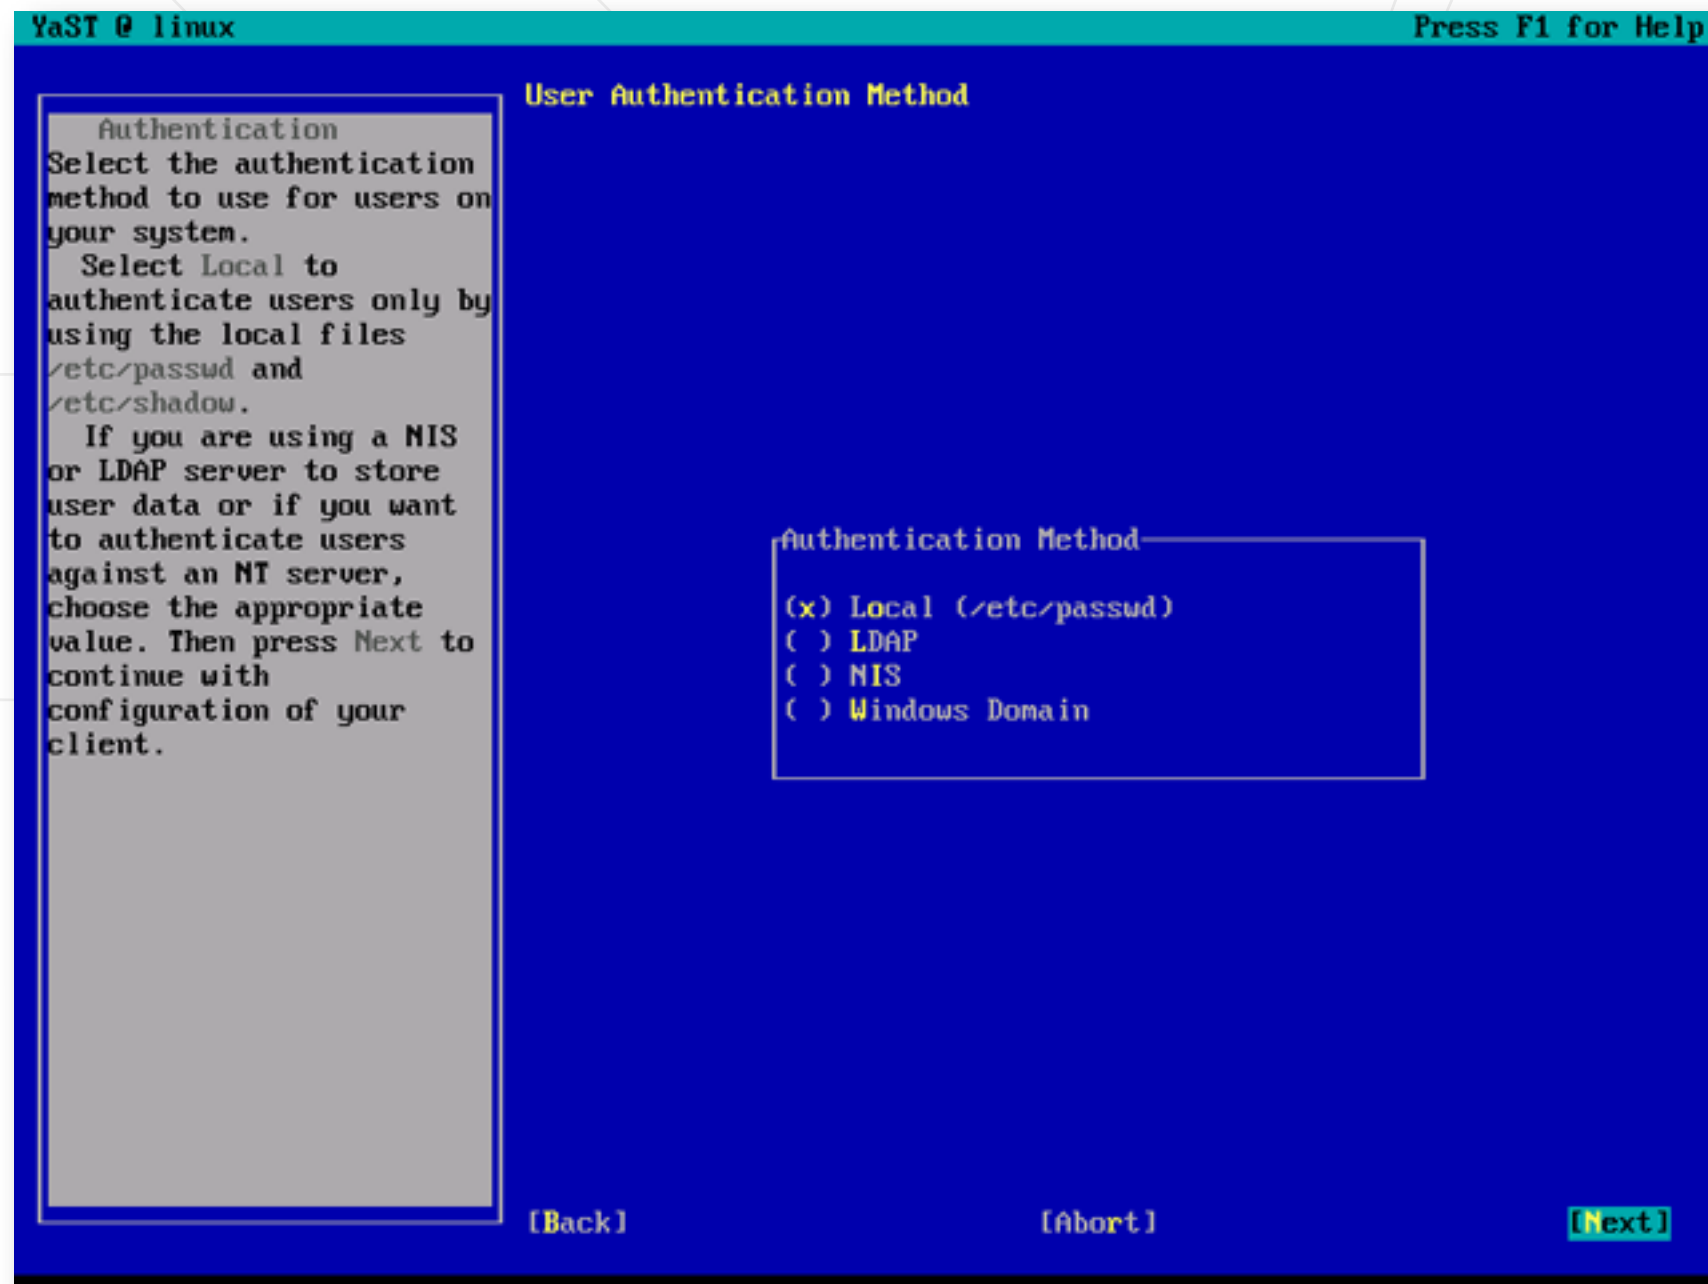 YaST @ linux
Press F1 for Help
User Authentication Method
Authentication
Select the authentication
method to use for users on
your system.
Select Local to
authenticate users only by
using the local files
/etc/passwd and
/etc/shadow.
If you are using a NIS
or LDAP server to store
user data or if you want
to authenticate users
against an NT server,
choose the appropriate
value. Then press Next to
continue with
configuration of your
client.
Authentication Method
(x) Local (/etc/passwd)
( ) LDAP
( ) NIS
( ) Windows Domain
[Back]
[Abort]
[Next]